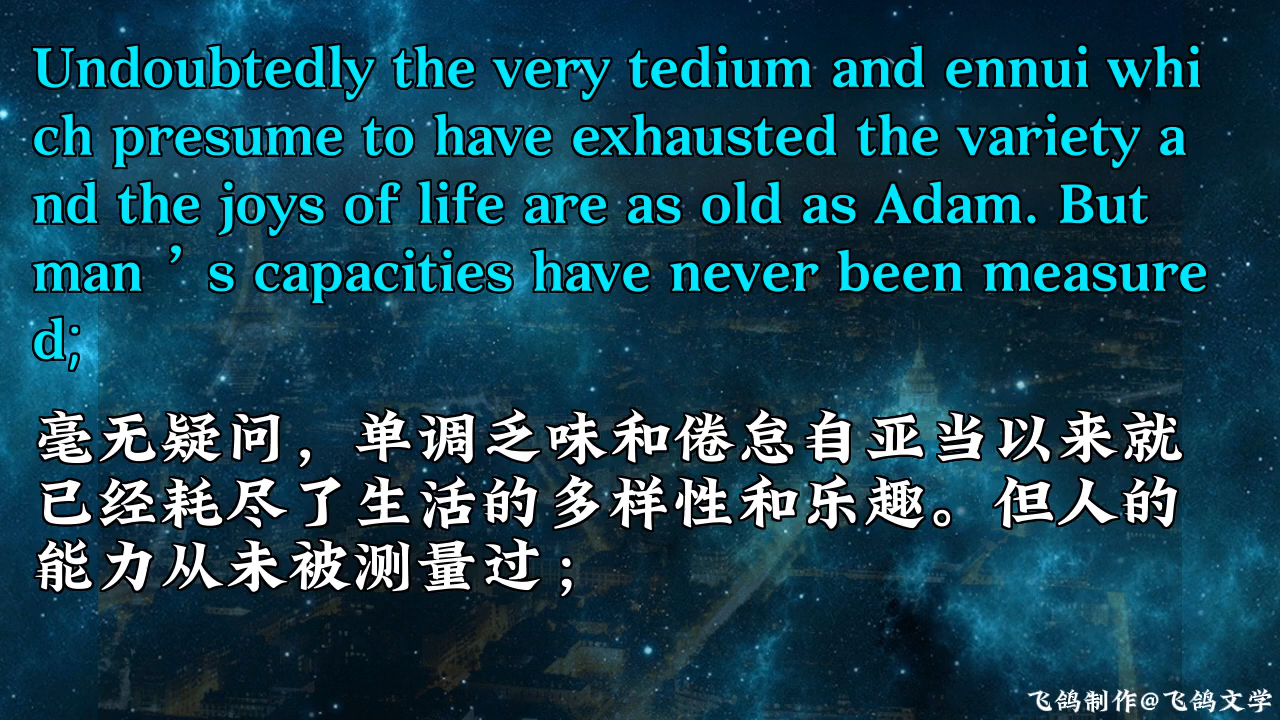 Undoubtedly the very tedium and ennui whi
ch presume to have exhausted the variety a
nd the joys of life are as old as Adam. But
man ’ s capacities have never been measure
d;
毫无疑问，单调乏味和倦怠自亚当以来就
已经耗尽了生活的多样性和乐趣。但人的
能力从未被测量过；
飞鸽制作@飞鸽文学